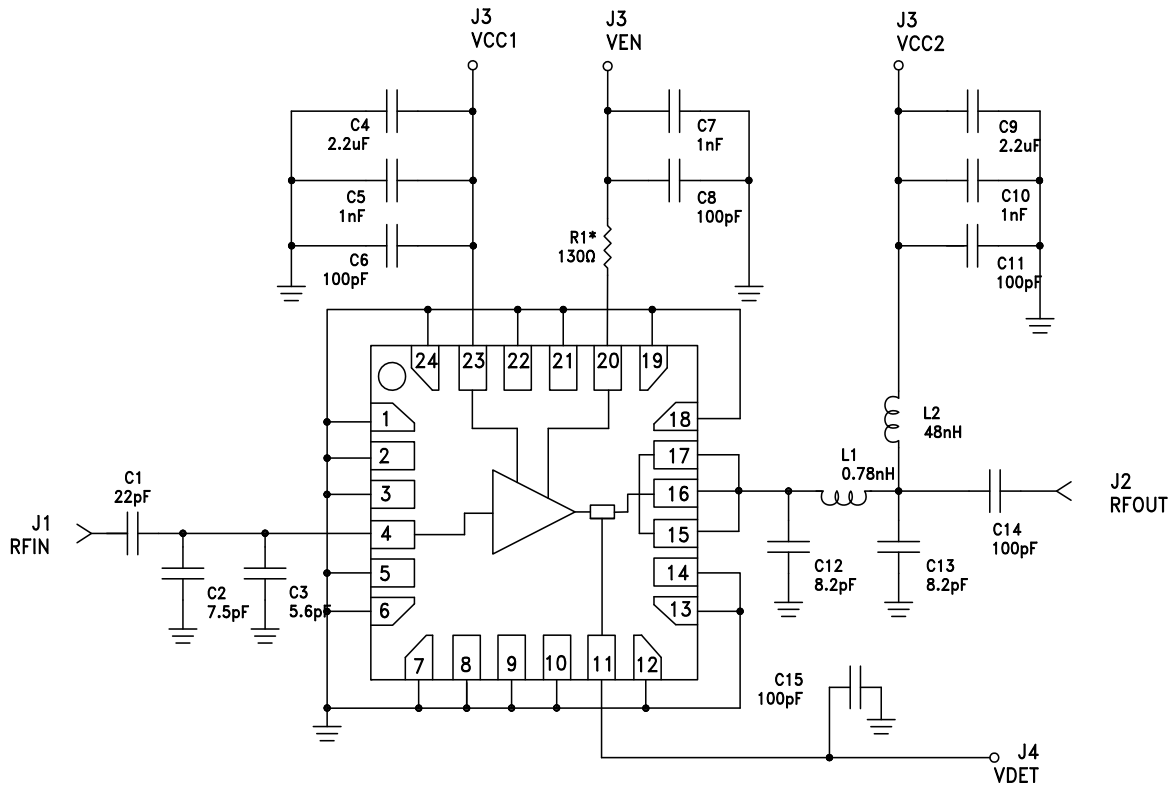 J3
VCC1
J3
VEN
J3
VCC2
C4
2.2uF
C5
1nF
C6
100pF
C7
1nF
C8
100pF
R1*
130Ω
C9
2.2uF
C10
1nF
C11
100pF
24
23
22
21
20
19
1
2
3
4
5
6
18
17
16
15
14
13
7
8
9
10
11
12
L2
48nH
L1
0.78nH
C1
22pF
J1
RFIN
C2
7.5pF
C3
5.6pF
J2
RFOUT
C14
100pF
C12
8.2pF
C13
8.2pF
C15
100pF
J4
VDET